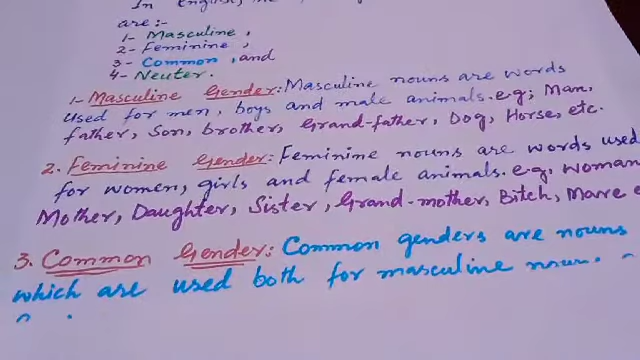 In English, the
are:-
1- Masculine,
2- Feminine,
3- Common, and
4- Neuter.
1- Masculine Gender: Masculine nouns are words
used for men, boys and male animals. e.g; Man,
father, Son, brother, Grand-father, Dog, Horse, etc.
2. Feminine Gender: Feminine nouns are words used
for women, girls and female animals. e.g, woman
Mother, Daughter, Sister, Grand-mother, Bitch, Mare e
3. Common Gender: Common genders are nouns
which are used both for masculine noun